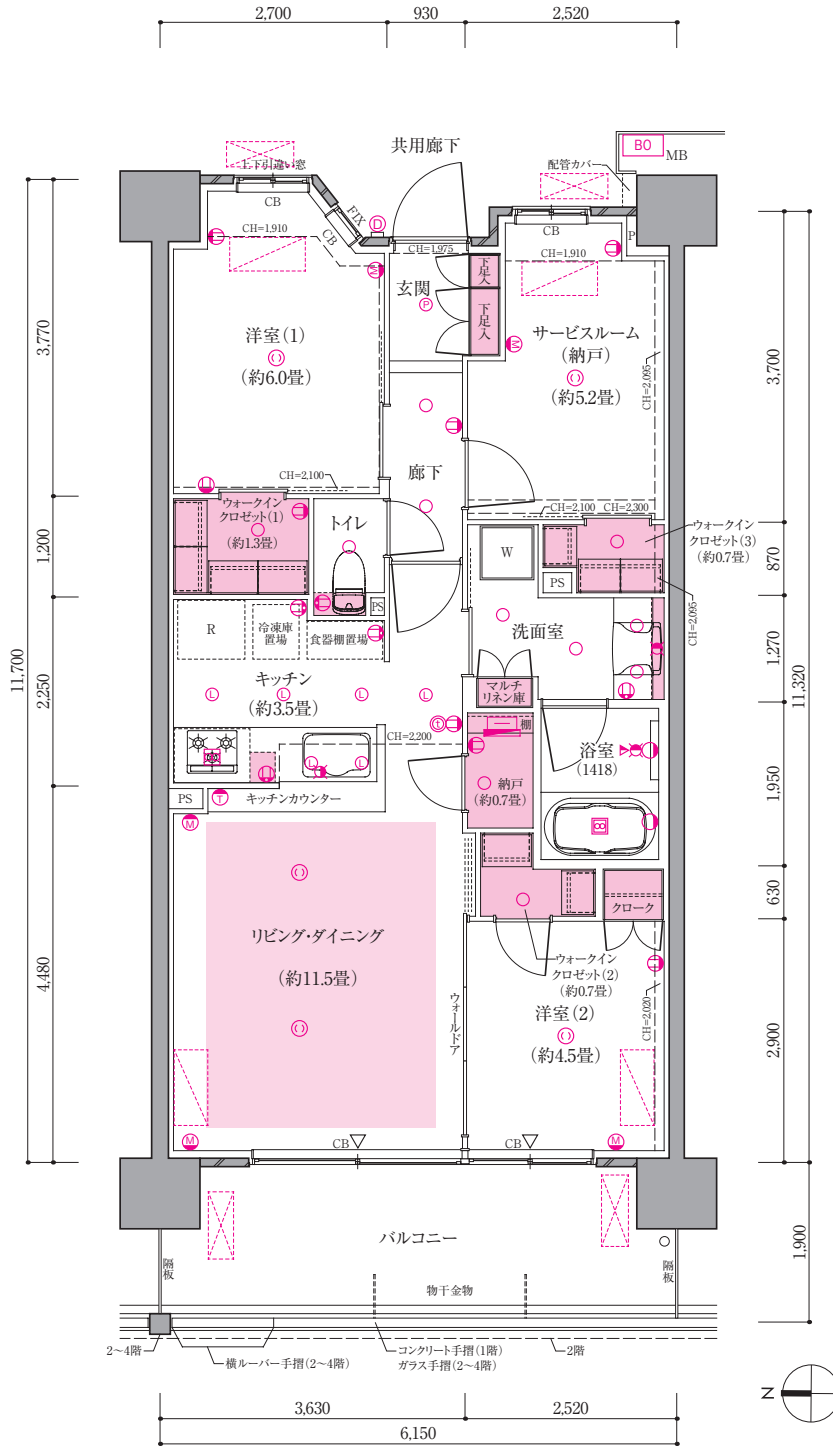 2,700
930
2,520
共用廊下
BO
MB
配管カバー
上下引違い窓
CB
FIX
CB
D
CB
P
CH=1,910
CH=1,975
CH=1,910
下足入
玄関
P
下足入
M
M
洋室(1)
(約6.0畳)
サービスルーム
(納戸)
(約5.2畳)
CH=2,095
3,770
3,700
廊下
CH=2,100
CH=2,100
CH=2,300
ウォークイン
クロゼット(1)
(約1.3畳)
トイレ
W
PS
ウォークイン
クロゼット(3)
(約0.7畳)
1,200
870
PS
CH=2,095
R
冷凍庫
置場
食器棚置場
洗面室
1,270
キッチン
(約3.5畳)
L
L
L
L
マルチ
リネン庫
11,700
2,250
11,320
t
棚
CH=2,200
浴室
(1418)
L
L
納戸
(約0.7畳)
1,950
PS
T
キッチンカウンター
M
630
クローク
リビング・ダイニング
(約11.5畳)
ウォークイン
クロゼット(2)
(約0.7畳)
4,480
ウォールドア
洋室(2)
(約4.5畳)
CH=2,020
2,900
M
CB
CB
M
バルコニー
1,900
隔板
隔板
物干金物
2〜4階
横ルーバー手摺(2〜4階)
コンクリート手摺(1階)
ガラス手摺(2〜4階)
2階
N
3,630
2,520
6,150